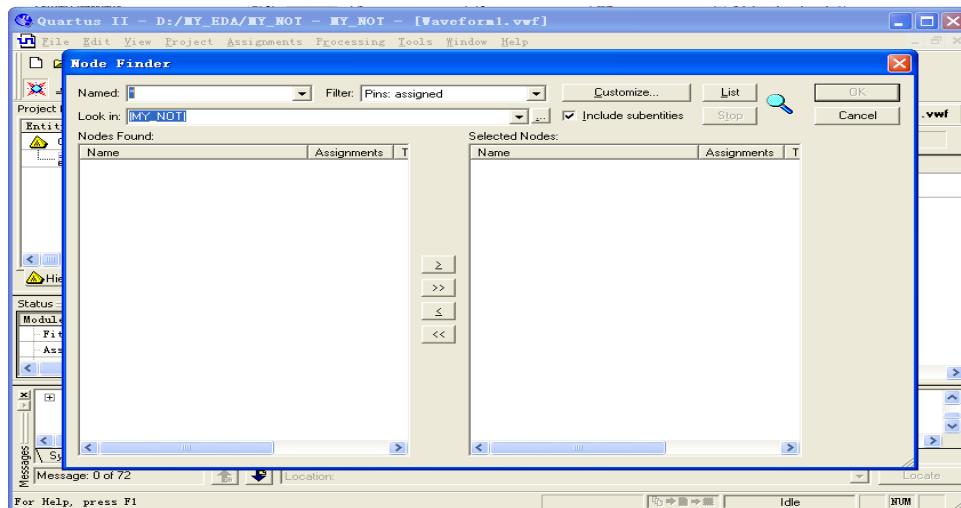 Quartus II - D:/MY_EDA/MY_NOT - MY_NOT - [Waveform1.vwf]
File Edit View Project Assignments Processing Tools Window Help
Node Finder
Named: * Filter: Pins: assigned Customize... List OK
Project
Look in: |MY_NOT| ... Include subentities Stop Cancel .vwf
Entit
Nodes Found: Selected Nodes:
Name Assignments T Name Assignments T
≥
>>
≤
<<
Hie
Status
Module
Fit
Ass
Sy
Messages
Message: 0 of 72 Location: Locate
For Help, press F1 Idle NUM